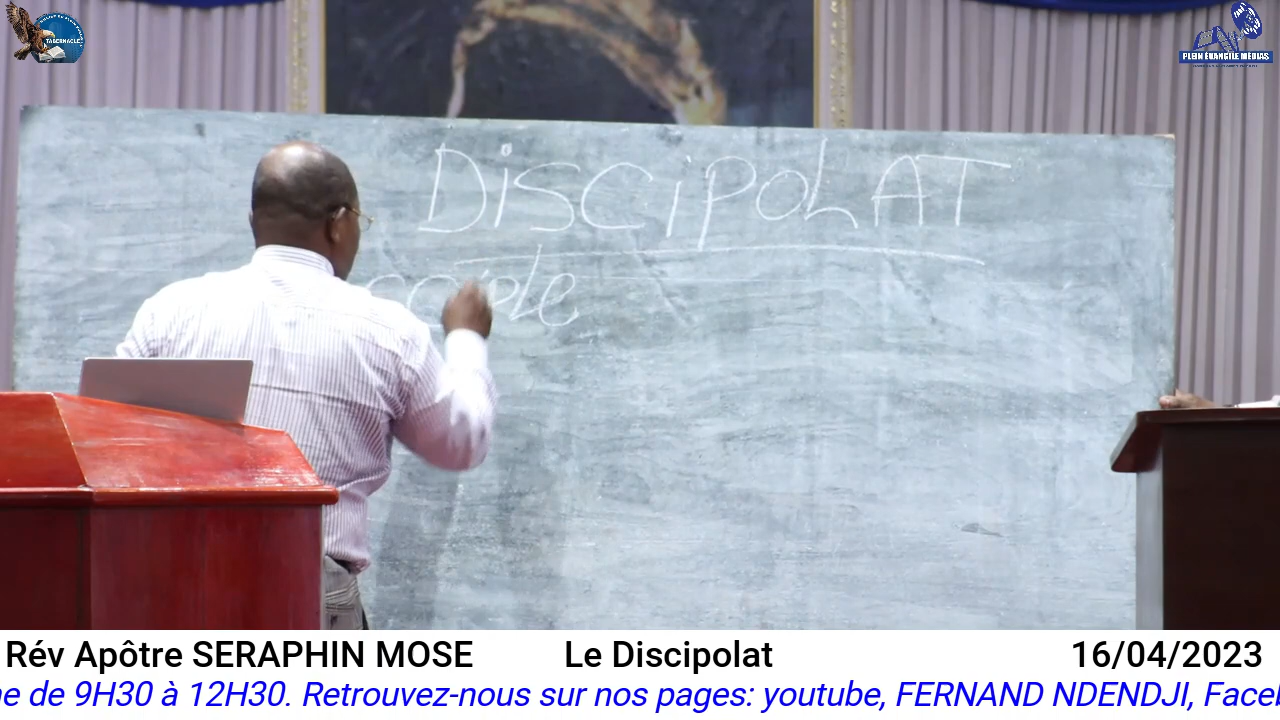 TABERNACLE
PLEIN ÉVANGILE MÉDIAS
DISCIPOLAT
Rév Apôtre SERAPHIN MOSE Le Discipolat 16/04/2023
de 9H30 à 12H30. Retrouvez-nous sur nos pages: youtube, FERNAND NDENDJI,